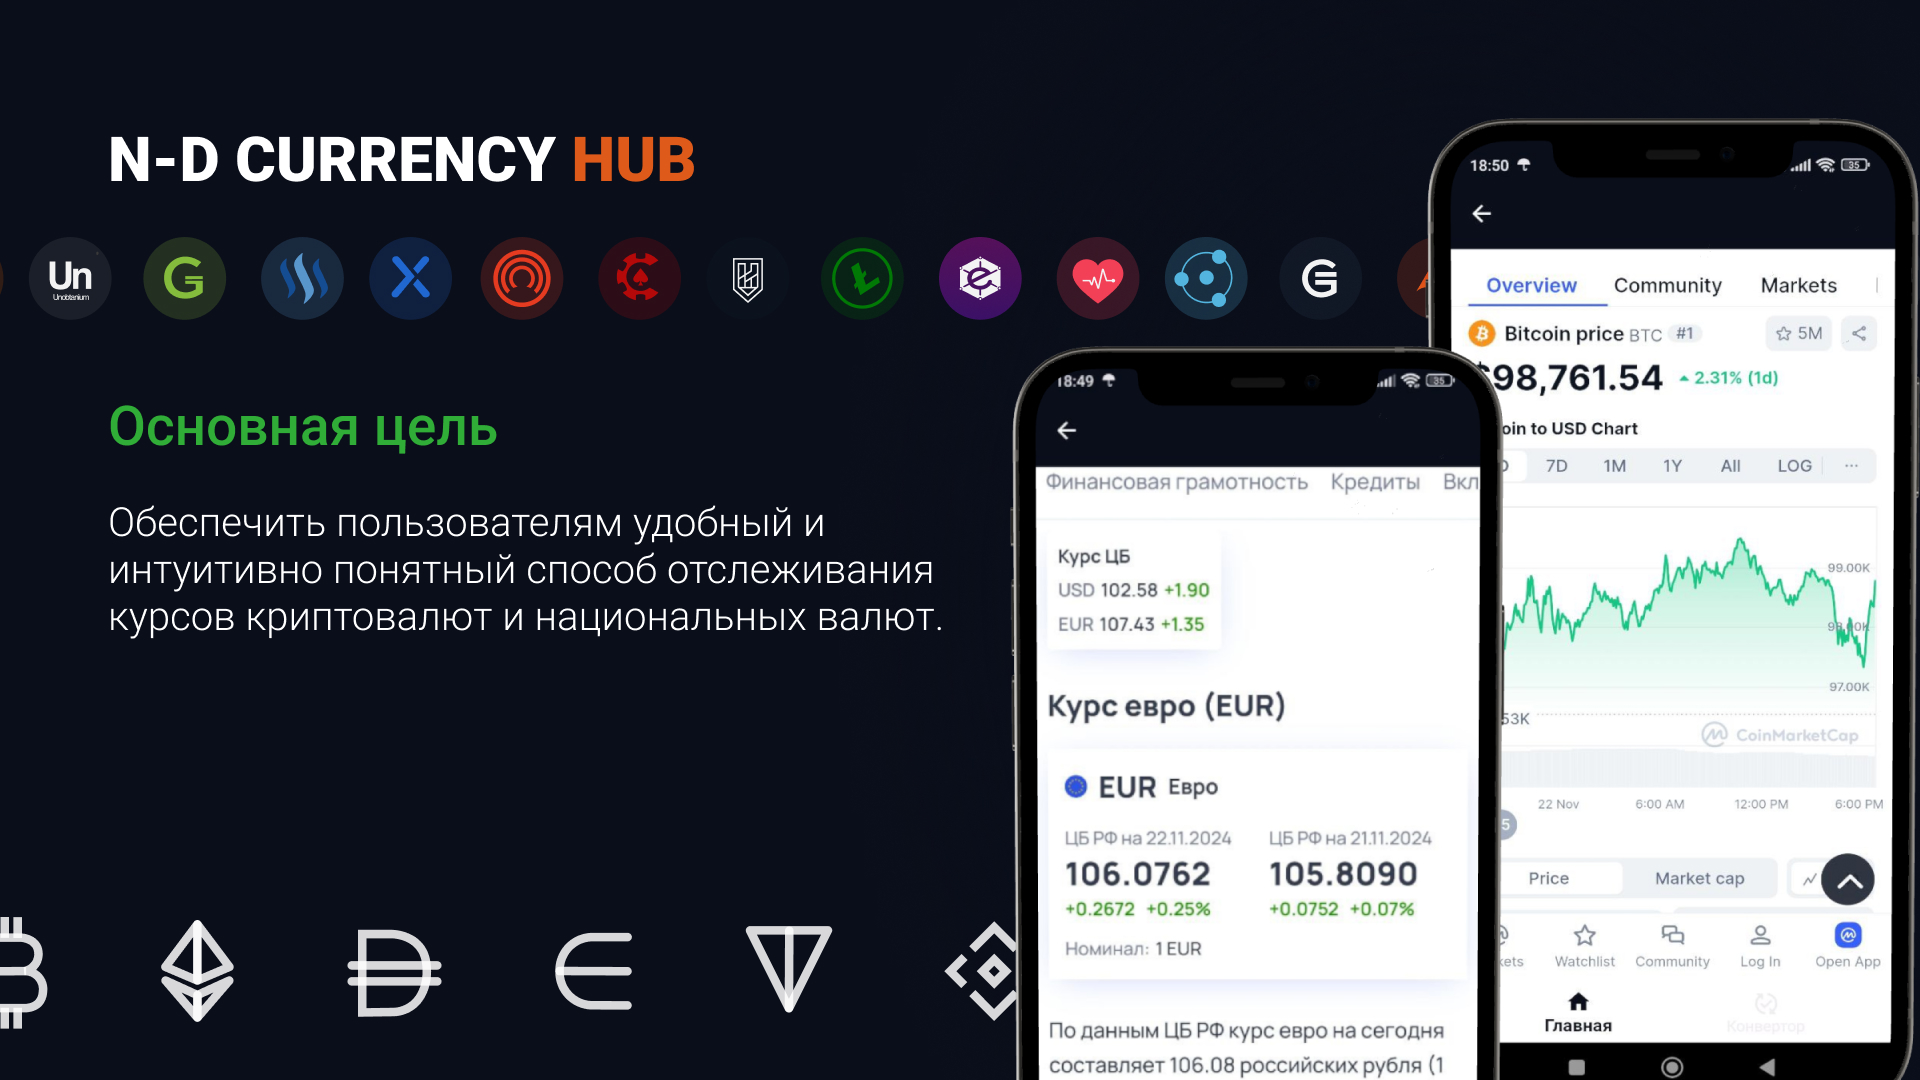 N-D CURRENCY HUB
Un
Unobtanium
Основная цель
Обеспечить пользователям удобный и
интуитивно понятный способ отслеживания
курсов криптовалют и национальных валют.
18:49
35
Финансовая грамотность Кредиты Вкл
Курс ЦБ
USD 102.58 +1.90
EUR 107.43 +1.35
Курс евро (EUR)
EUR Евро
ЦБ РФ на 22.11.2024 ЦБ РФ на 21.11.2024
106.0762 105.8090
+0.2672 +0.25% +0.0752 +0.07%
Номинал: 1 EUR
По данным ЦБ РФ курс евро на сегодня
составляет 106.08 российских рубля (1
18:50
35
Overview Community Markets
Bitcoin price BTC #1 5M
$98,761.54 2.31% (1d)
oin to USD Chart
7D 1M 1Y All LOG ...
99.00K
98.00K
97.00K
53K
CoinMarketCap
22 Nov 6:00 AM 12:00 PM 6:00 PM
5
Price Market cap
kets Watchlist Community Log In Open App
Главная Конвертор